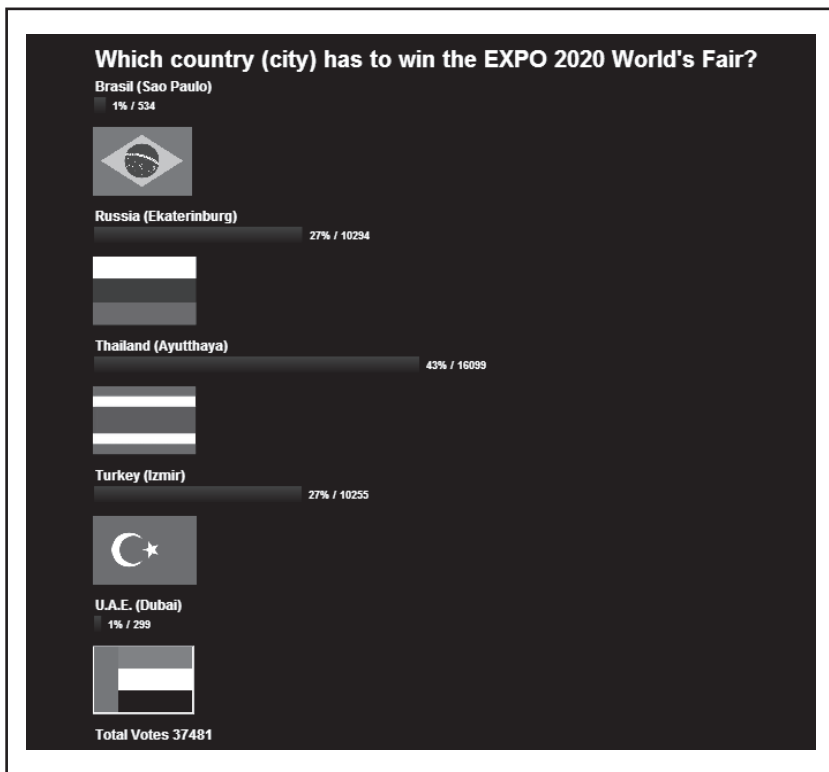 Which country (city) has to win the EXPO 2020 World's Fair?
Brasil (Sao Paulo)
1% / 534
Russia (Ekaterinburg)
27% / 10294
Thailand (Ayutthaya)
43% / 16099
Turkey (Izmir)
27% / 10255
U.A.E. (Dubai)
1% / 299
Total Votes 37481